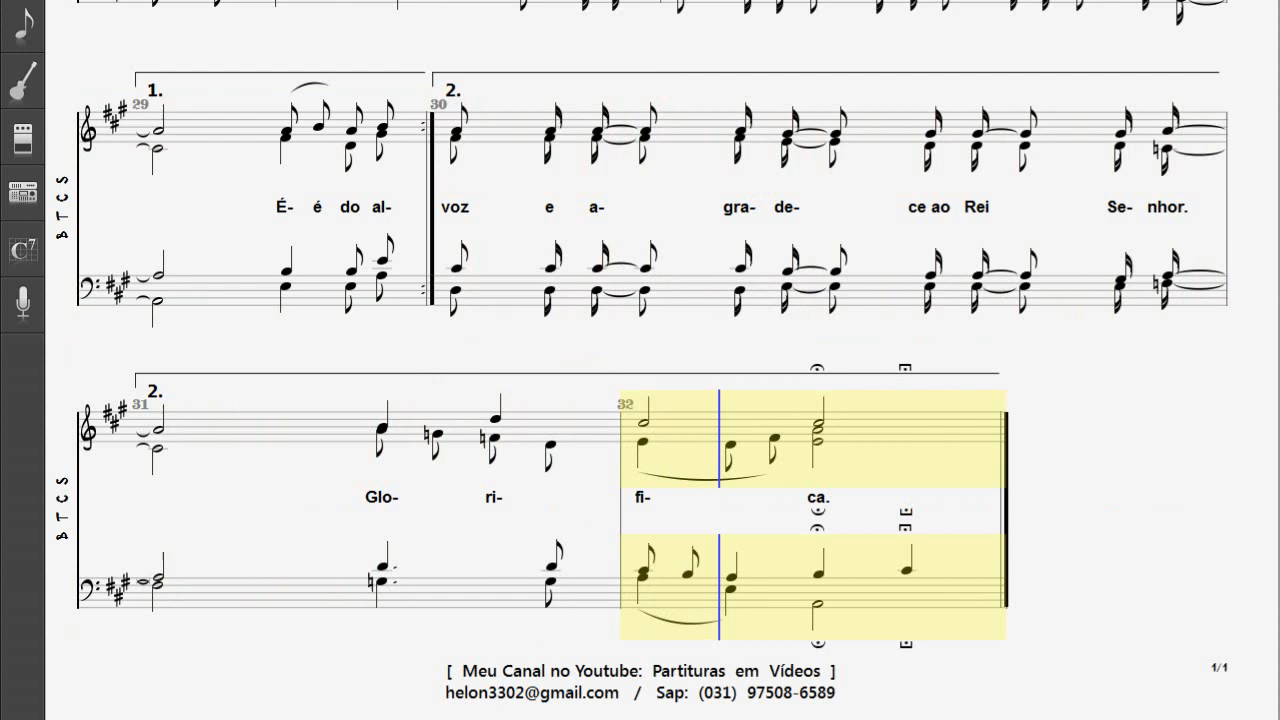 1.
2.
29
30
S
C
T
A
É- é do al- voz e a- gra- de- ce ao Rei Se- nhor.
2.
31
32
S
C
T
A
Glo- ri- fi- ca.
[ Meu Canal no Youtube: Partituras em Vídeos ]
1/1
helon3302@gmail.com / Sap: (031) 97508-6589
C7